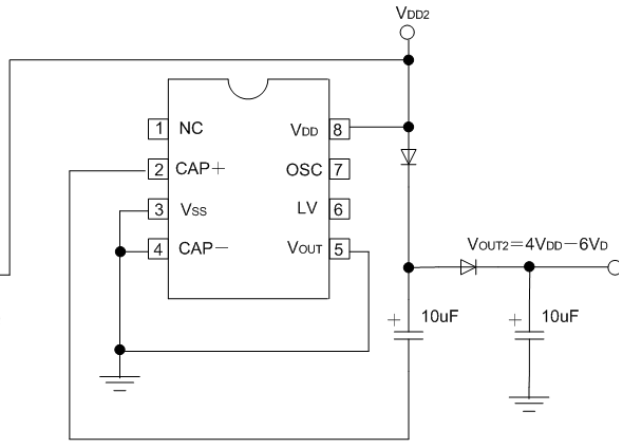 VDD2
1 NC VDD 8
2 CAP+ OSC 7
3 VSS LV 6
4 CAP− VOUT 5
VOUT2=4VDD−6VD
+ 10uF + 10uF